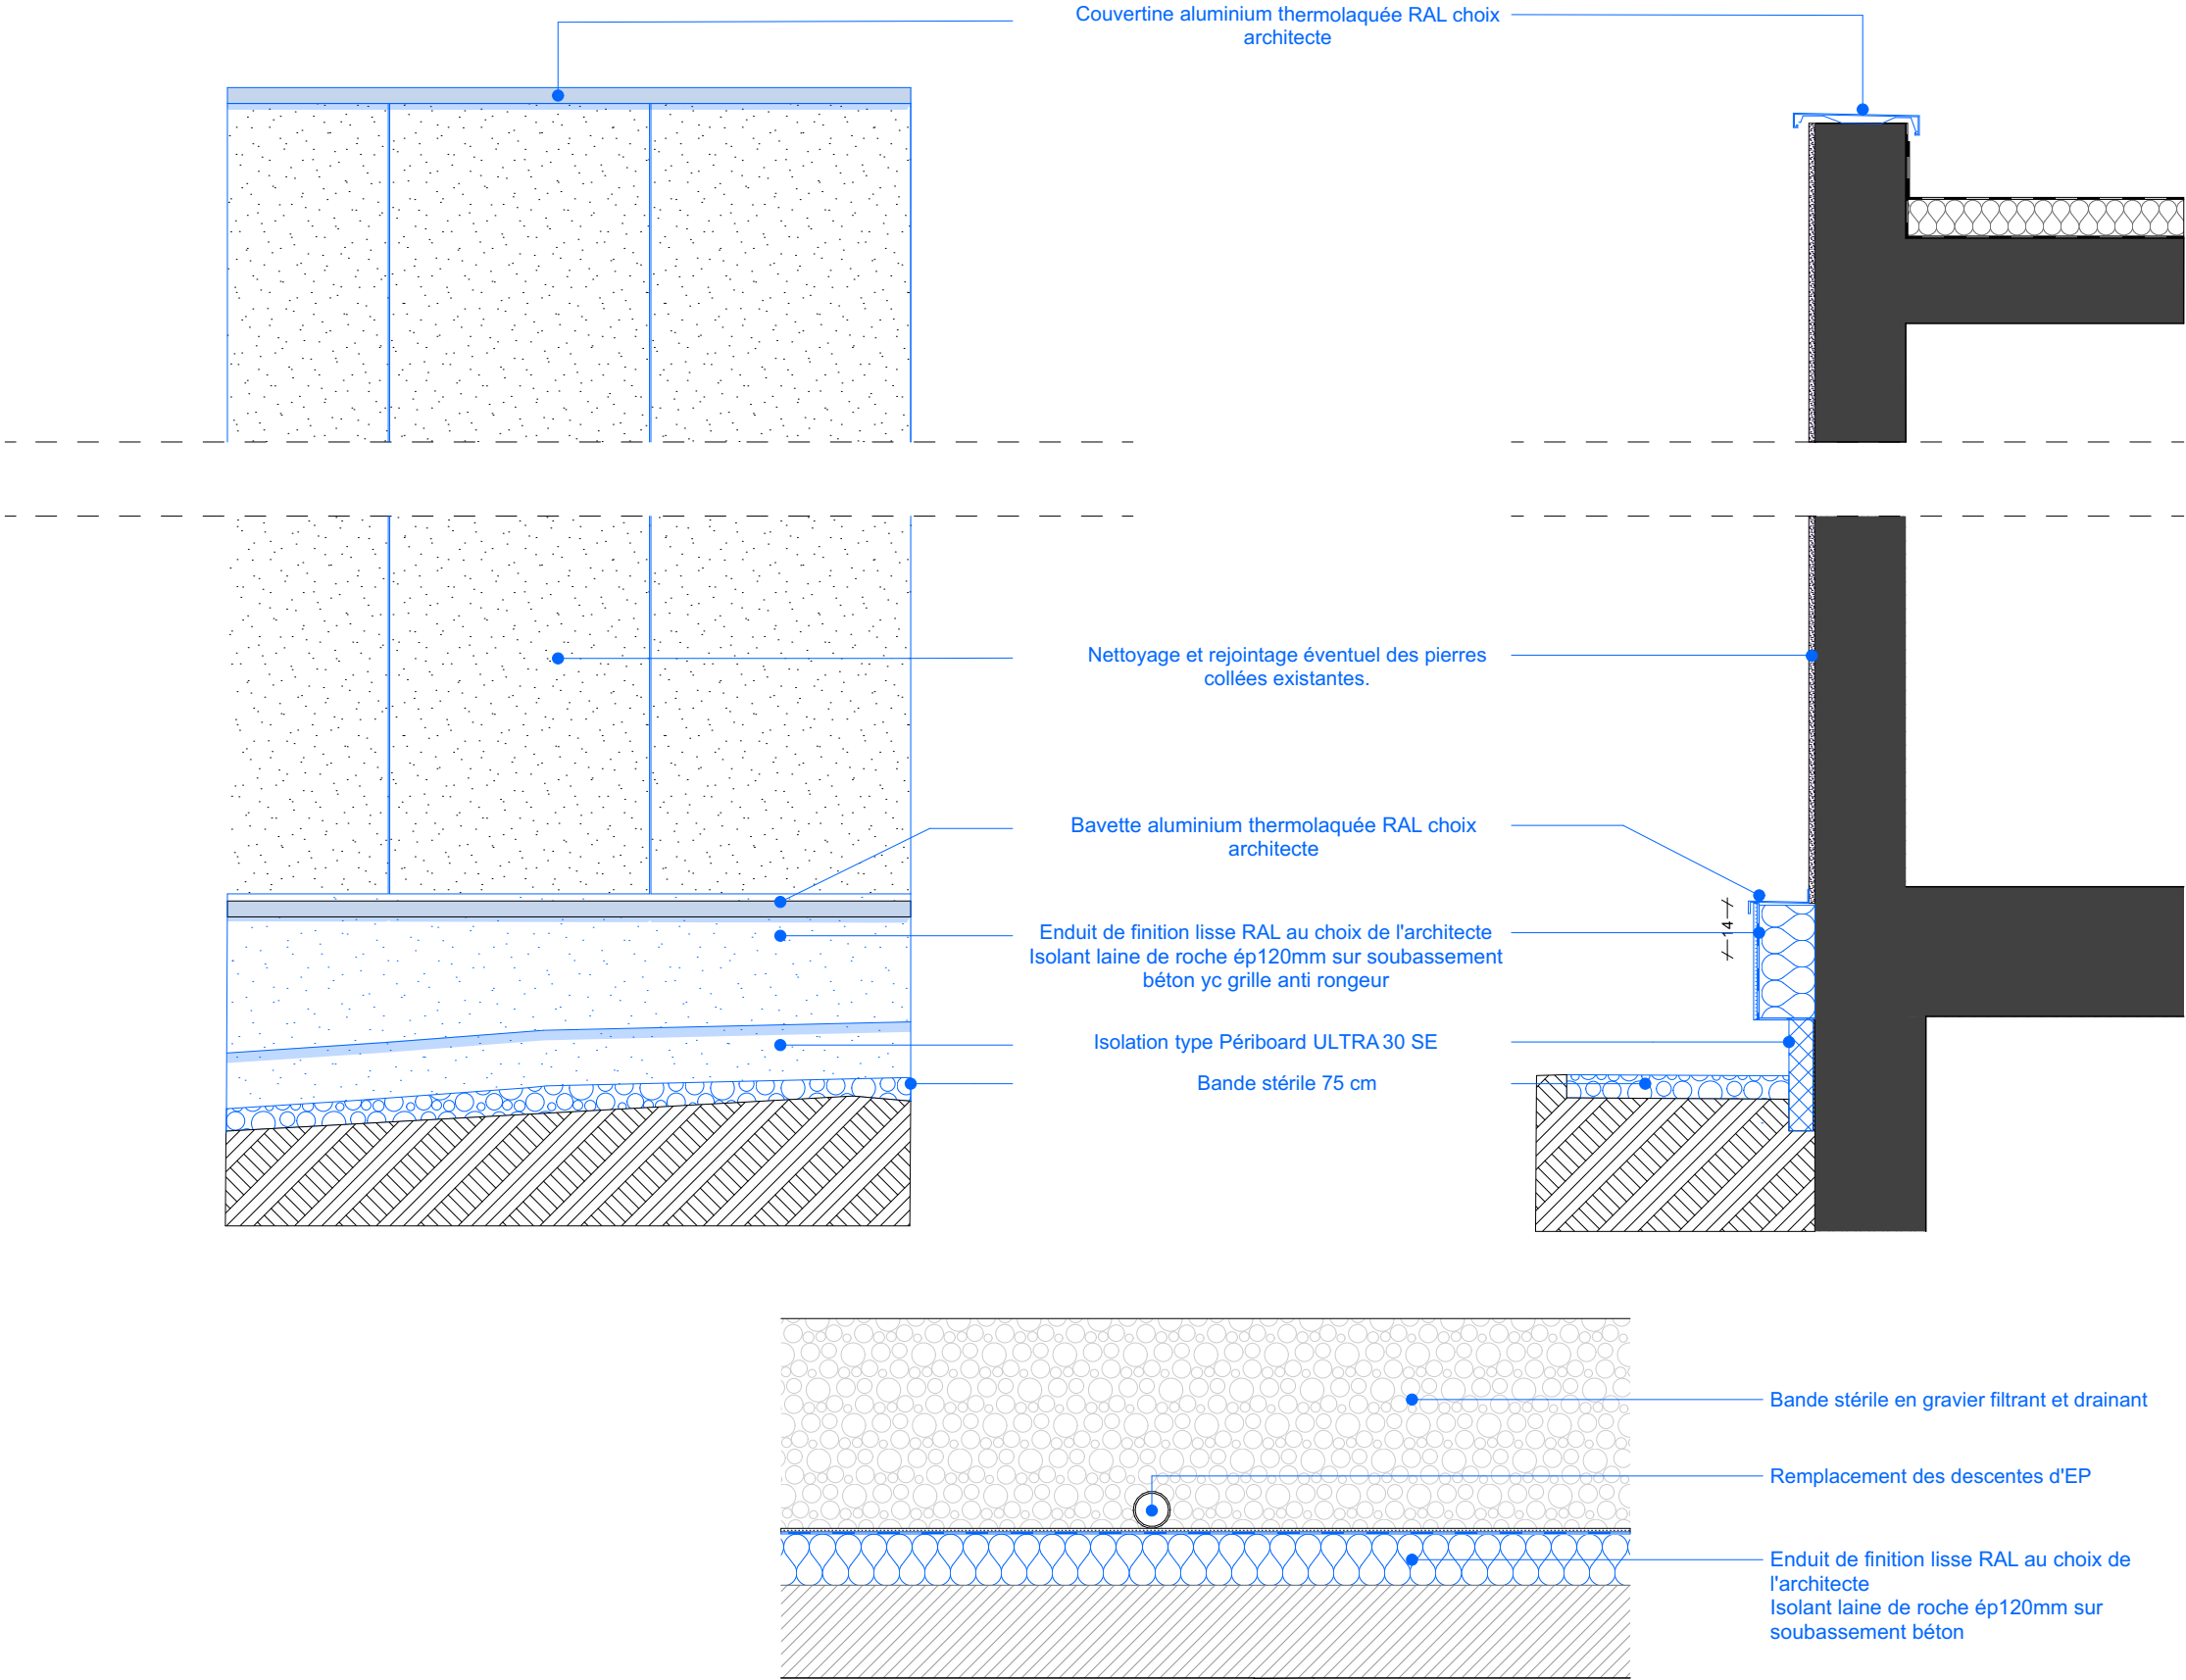 Couvertine aluminium thermolaquée RAL choix
architecte
Nettoyage et rejointage éventuel des pierres
collées existantes.
Bavette aluminium thermolaquée RAL choix
architecte
14
Enduit de finition lisse RAL au choix de l'architecte
Isolant laine de roche ép120mm sur soubassement
béton yc grille anti rongeur
Isolation type Périboard ULTRA 30 SE
Bande stérile 75 cm
Bande stérile en gravier filtrant et drainant
Remplacement des descentes d'EP
Enduit de finition lisse RAL au choix de
l'architecte
Isolant laine de roche ép120mm sur
soubassement béton